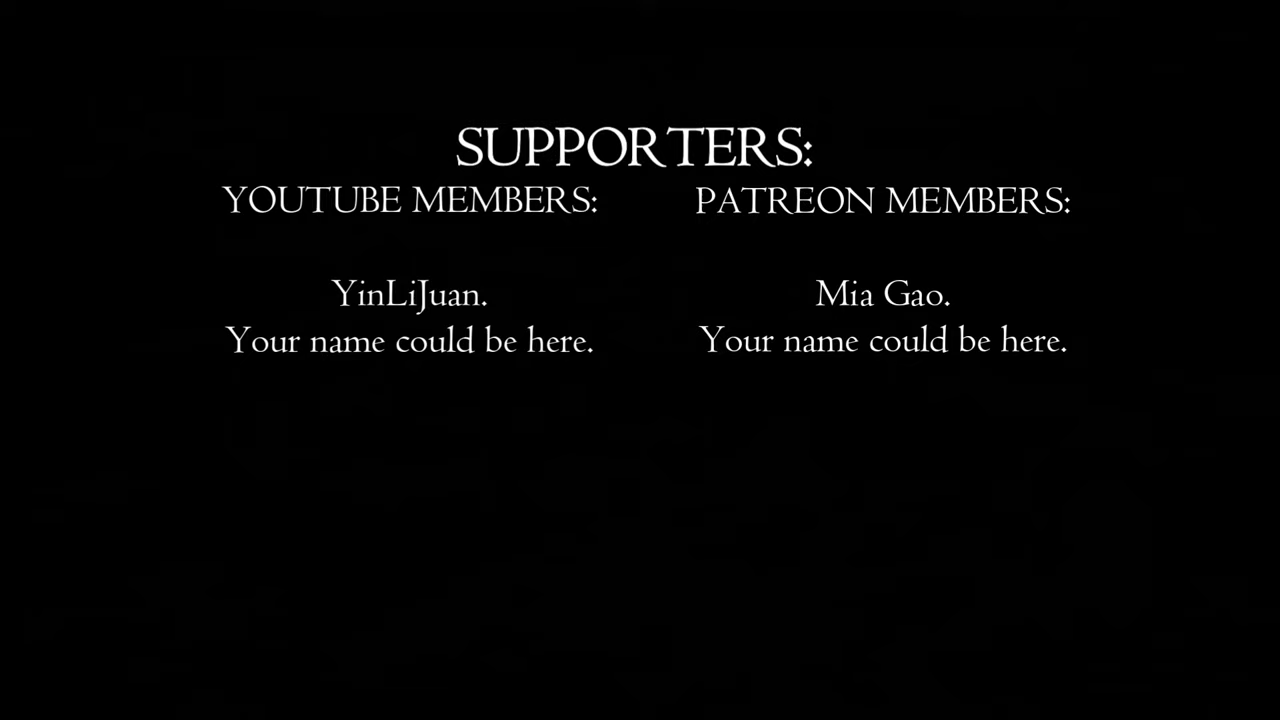 SUPPORTERS:
YOUTUBE MEMBERS:
YinLiJuan.
Your name could be here.
PATREON MEMBERS:
Mia Gao.
Your name could be here.